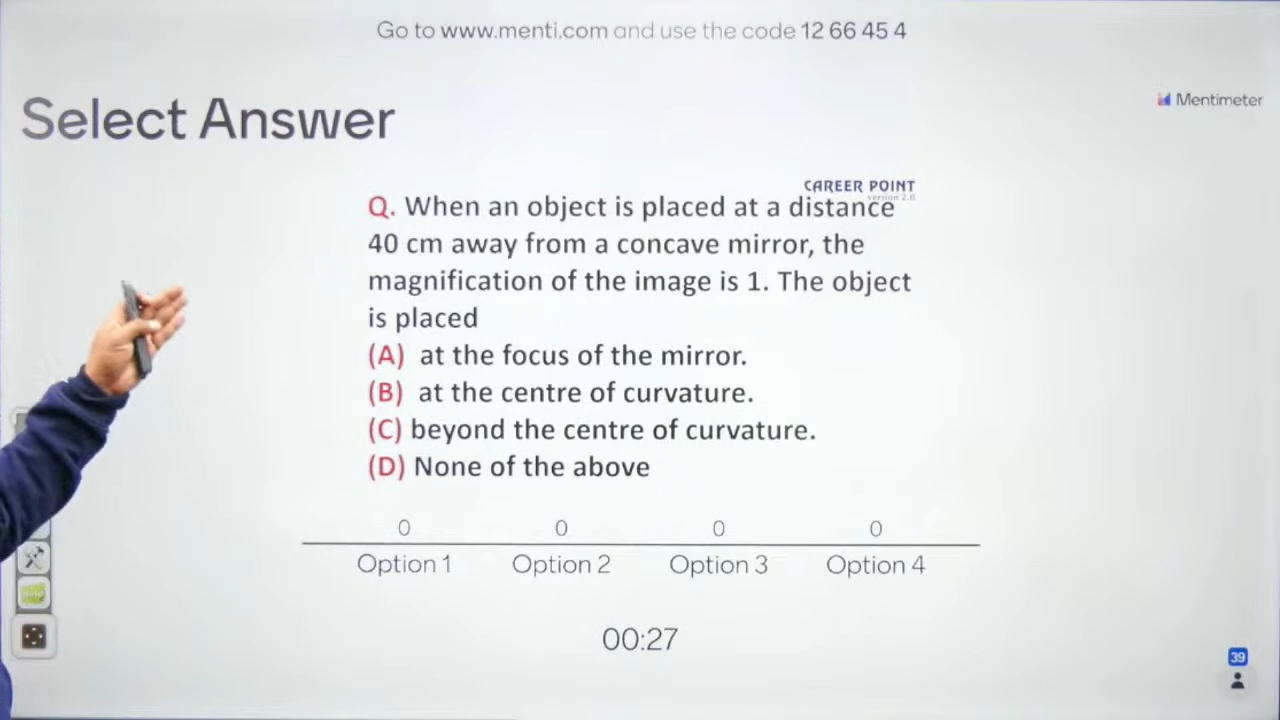 Go to www.menti.com and use the code 12 66 45 4
Select Answer
Mentimeter
CAREER POINT
version 2.0
Q. When an object is placed at a distance
40 cm away from a concave mirror, the
magnification of the image is 1. The object
is placed
(A) at the focus of the mirror.
(B) at the centre of curvature.
(C) beyond the centre of curvature.
(D) None of the above
0 0 0 0
Option 1 Option 2 Option 3 Option 4
00:27
39